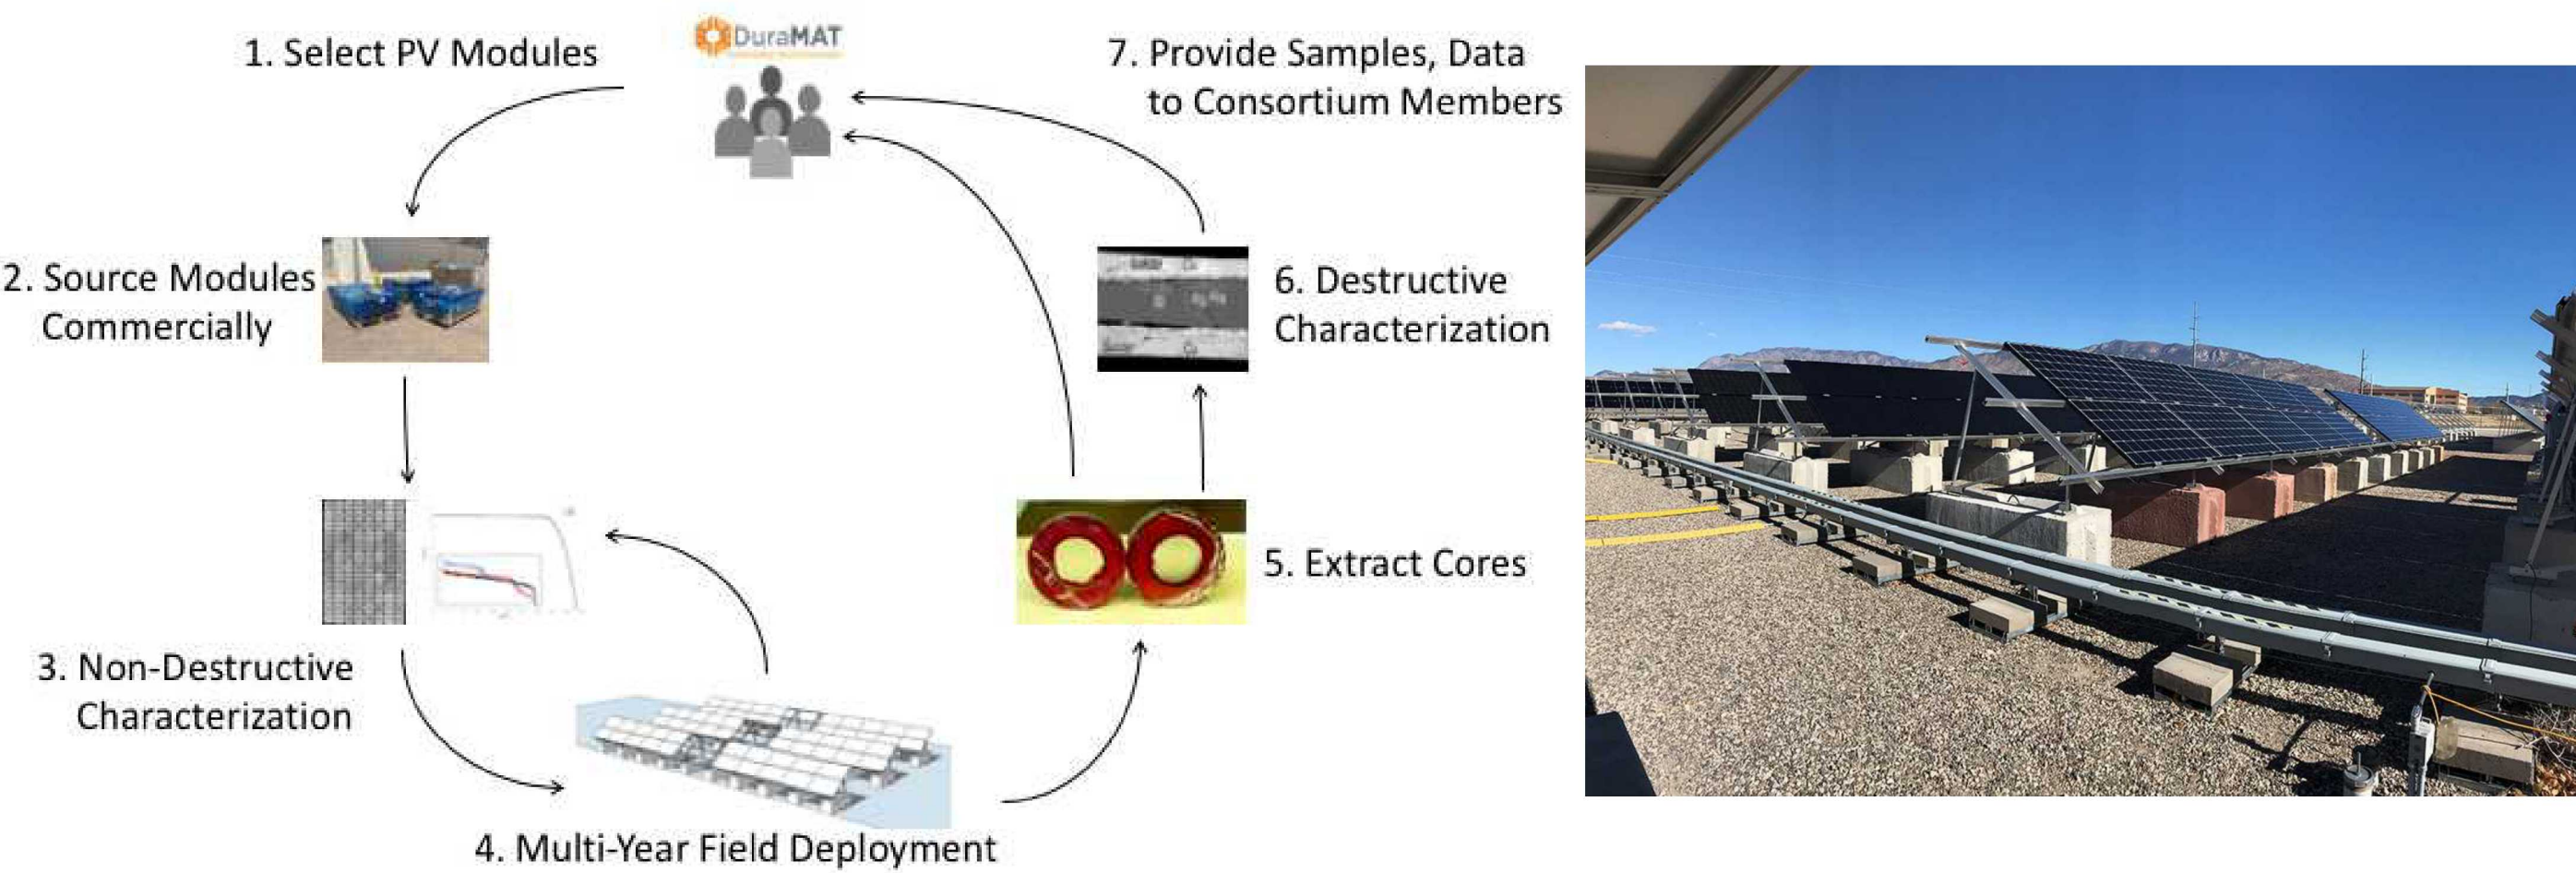 1. Select PV Modules
DuraMAT
7. Provide Samples, Data
to Consortium Members
2. Source Modules
Commercially
6. Destructive
Characterization
5. Extract Cores
3. Non-Destructive
Characterization
4. Multi-Year Field Deployment